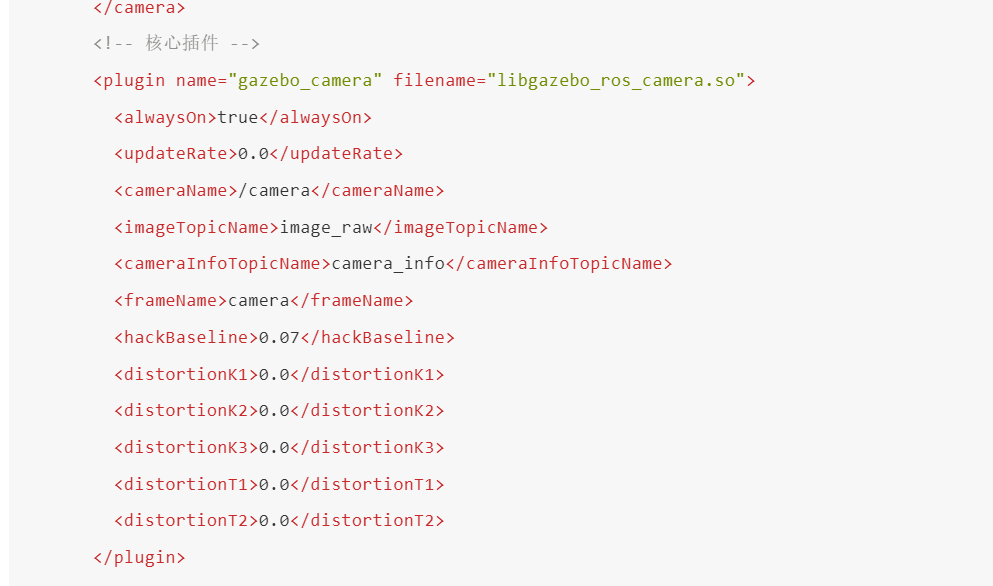 </camera>
<!-- 核心插件 -->
<plugin name="gazebo_camera" filename="libgazebo_ros_camera.so">
<alwaysOn>true</alwaysOn>
<updateRate>0.0</updateRate>
<cameraName>/camera</cameraName>
<imageTopicName>image_raw</imageTopicName>
<cameraInfoTopicName>camera_info</cameraInfoTopicName>
<frameName>camera</frameName>
<hackBaseline>0.07</hackBaseline>
<distortionK1>0.0</distortionK1>
<distortionK2>0.0</distortionK2>
<distortionK3>0.0</distortionK3>
<distortionT1>0.0</distortionT1>
<distortionT2>0.0</distortionT2>
</plugin>